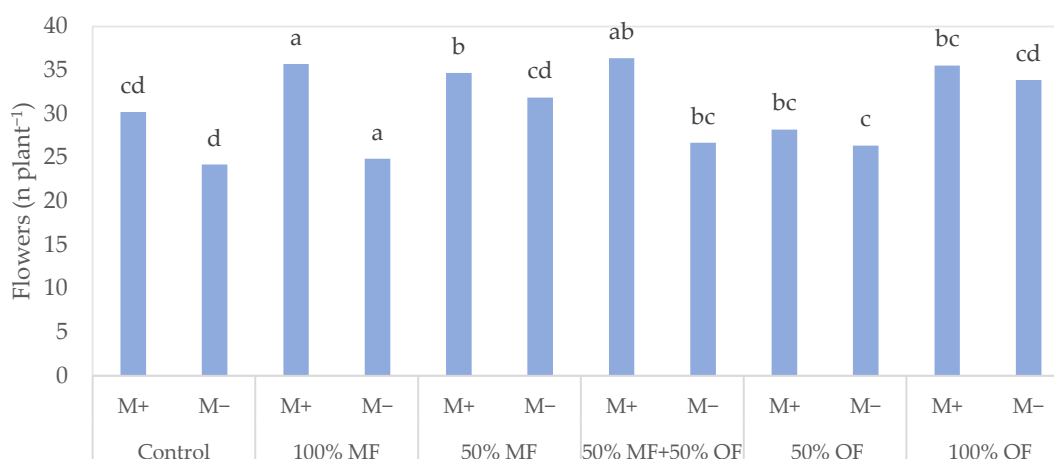 Flowers (n plant⁻¹)
40
35
30
25
20
15
10
5
0
cd
d
a
a
b
cd
ab
bc
bc
c
bc
cd
M+ M− M+ M− M+ M− M+ M− M+ M− M+ M−
Control 100% MF 50% MF 50% MF+50% OF 50% OF 100% OF